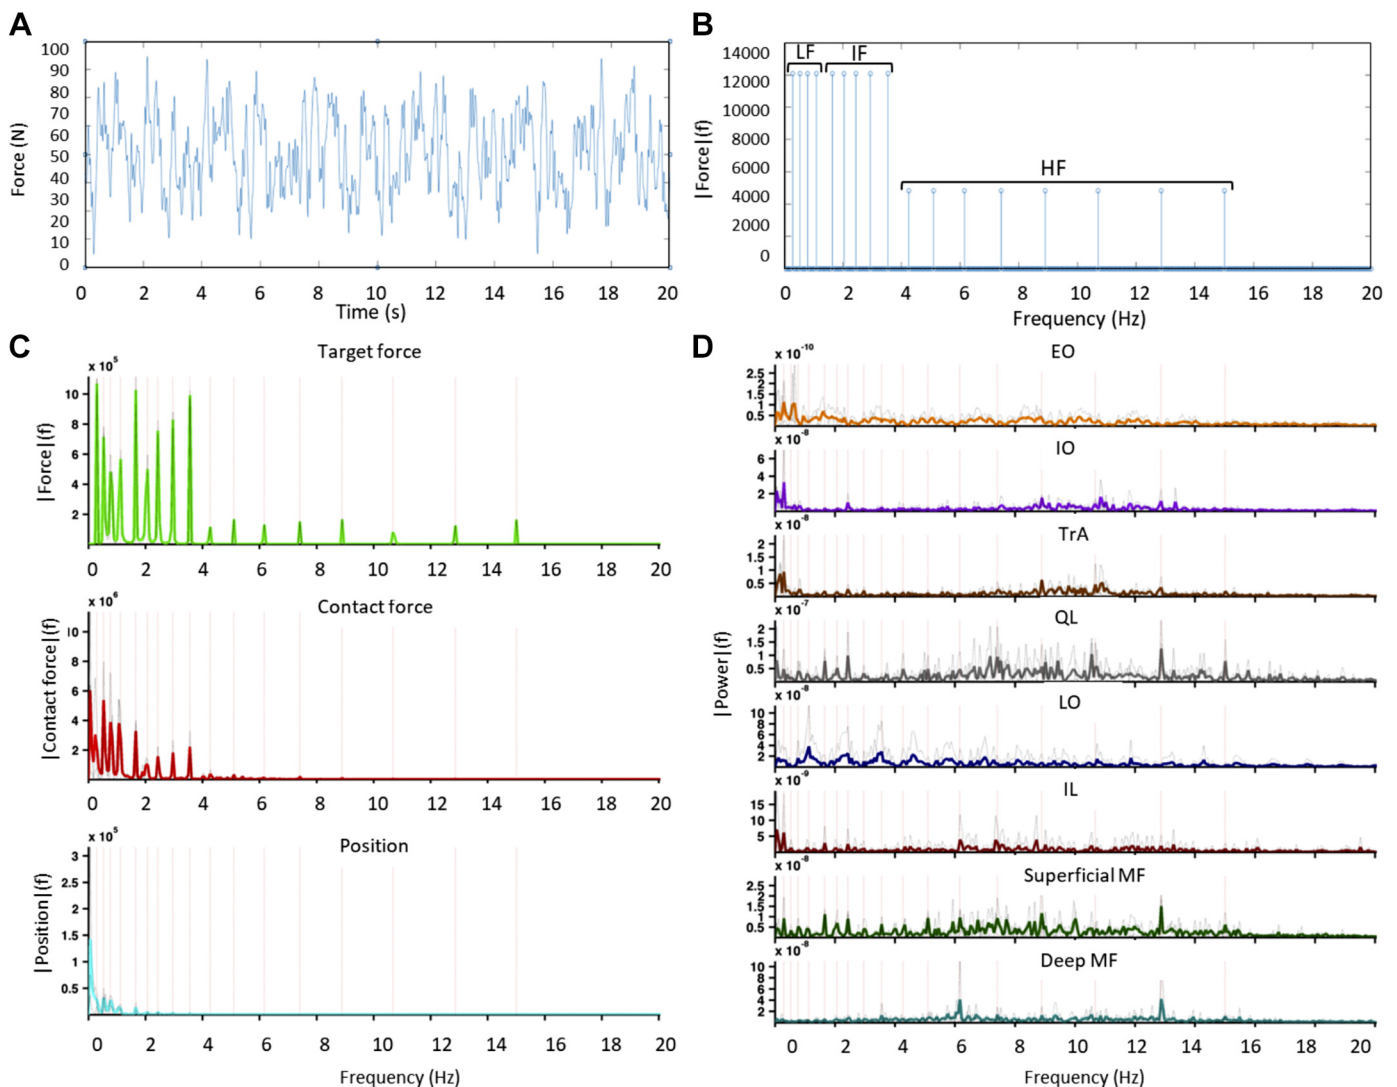 A
100
90
80
70
60
50
40
30
20
10
0
Force (N)
0 2 4 6 8 10 12 14 16 18 20
Time (s)
B
14000
12000
10000
8000
6000
4000
2000
0
|Force|(f)
LF IF
HF
0 2 4 6 8 10 12 14 16 18 20
Frequency (Hz)
C
Target force
x 10^5
10
8
6
4
2
|Force|(f)
0 2 4 6 8 10 12 14 16 18 20
Contact force
x 10^6
10
8
6
4
2
|Contact force|(f)
0 2 4 6 8 10 12 14 16 18 20
Position
x 10^5
3
2.5
2
1.5
1
0.5
|Position|(f)
0 2 4 6 8 10 12 14 16 18 20
Frequency (Hz)
D
|Power|(f)
EO
x 10^-10
2.5
2
1.5
1
0.5
IO
x 10^-8
6
4
2
TrA
x 10^-8
2
1.5
1
0.5
QL
x 10^-7
2
1.5
1
0.5
LO
x 10^-8
10
8
6
4
2
IL
x 10^-9
15
10
5
Superficial MF
x 10^-8
2.5
2
1.5
1
0.5
Deep MF
x 10^-8
10
8
6
4
2
0 2 4 6 8 10 12 14 16 18 20
Frequency (Hz)